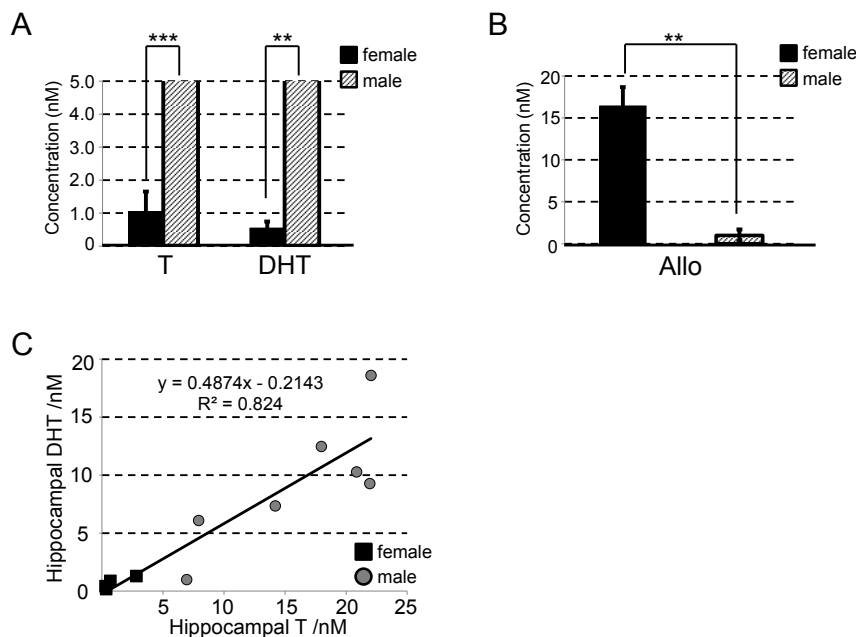 A
*** **
female
male
Concentration (nM)
5.0
4.0
3.0
2.0
1.0
0
T DHT
B
**
female
male
Concentration (nM)
20
15
10
5
0
Allo
C
y = 0.4874x - 0.2143
R² = 0.824
Hippocampal DHT /nM
20
15
10
5
0
female
male
5 10 15 20 25
Hippocampal T /nM